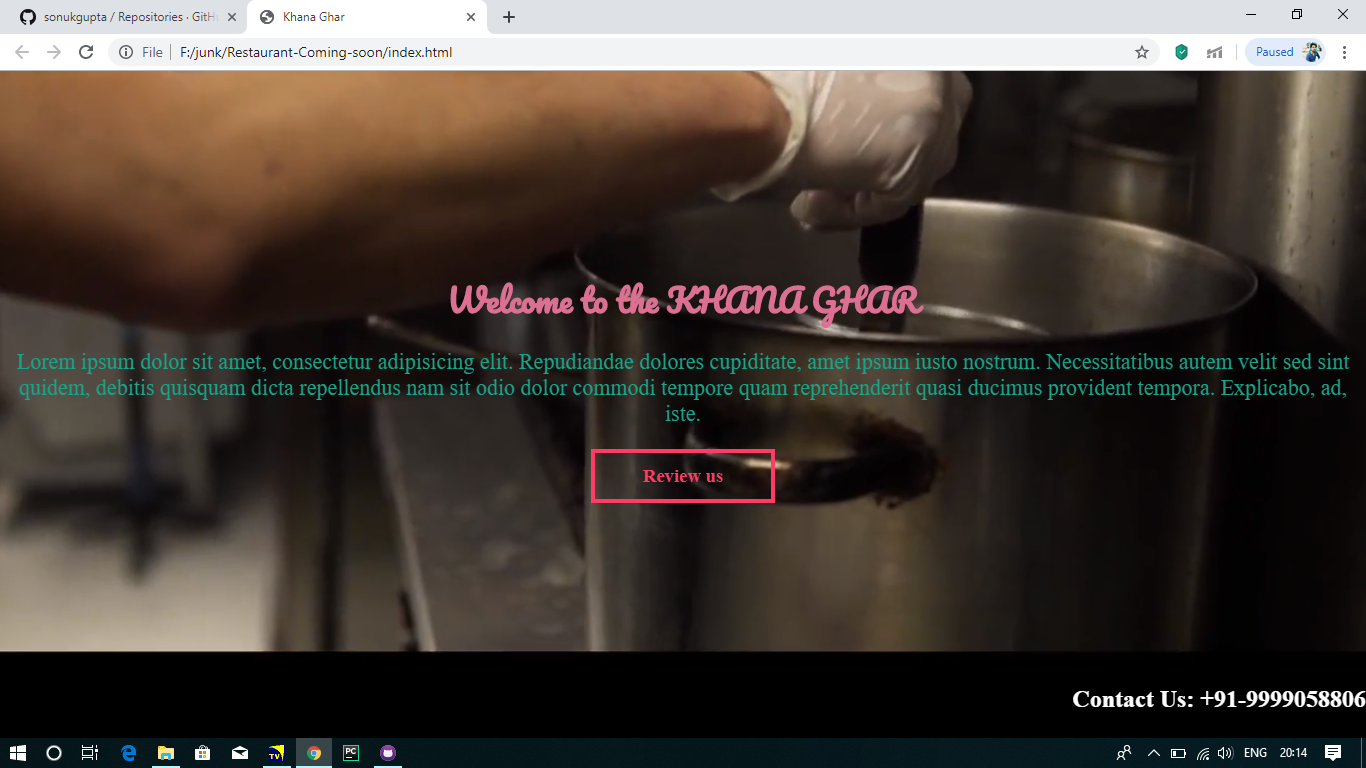 sonukgupta / Repositories · GitH
Khana Ghar
File
F:/junk/Restaurant-Coming-soon/index.html
Paused
Welcome to the KHANA GHAR
Lorem ipsum dolor sit amet, consectetur adipisicing elit. Repudiandae dolores cupiditate, amet ipsum iusto nostrum. Necessitatibus autem velit sed sint
quidem, debitis quisquam dicta repellendus nam sit odio dolor commodi tempore quam reprehenderit quasi ducimus provident tempora. Explicabo, ad,
iste.
Review us
Contact Us: +91-9999058806
TV
PC
ENG
20:14